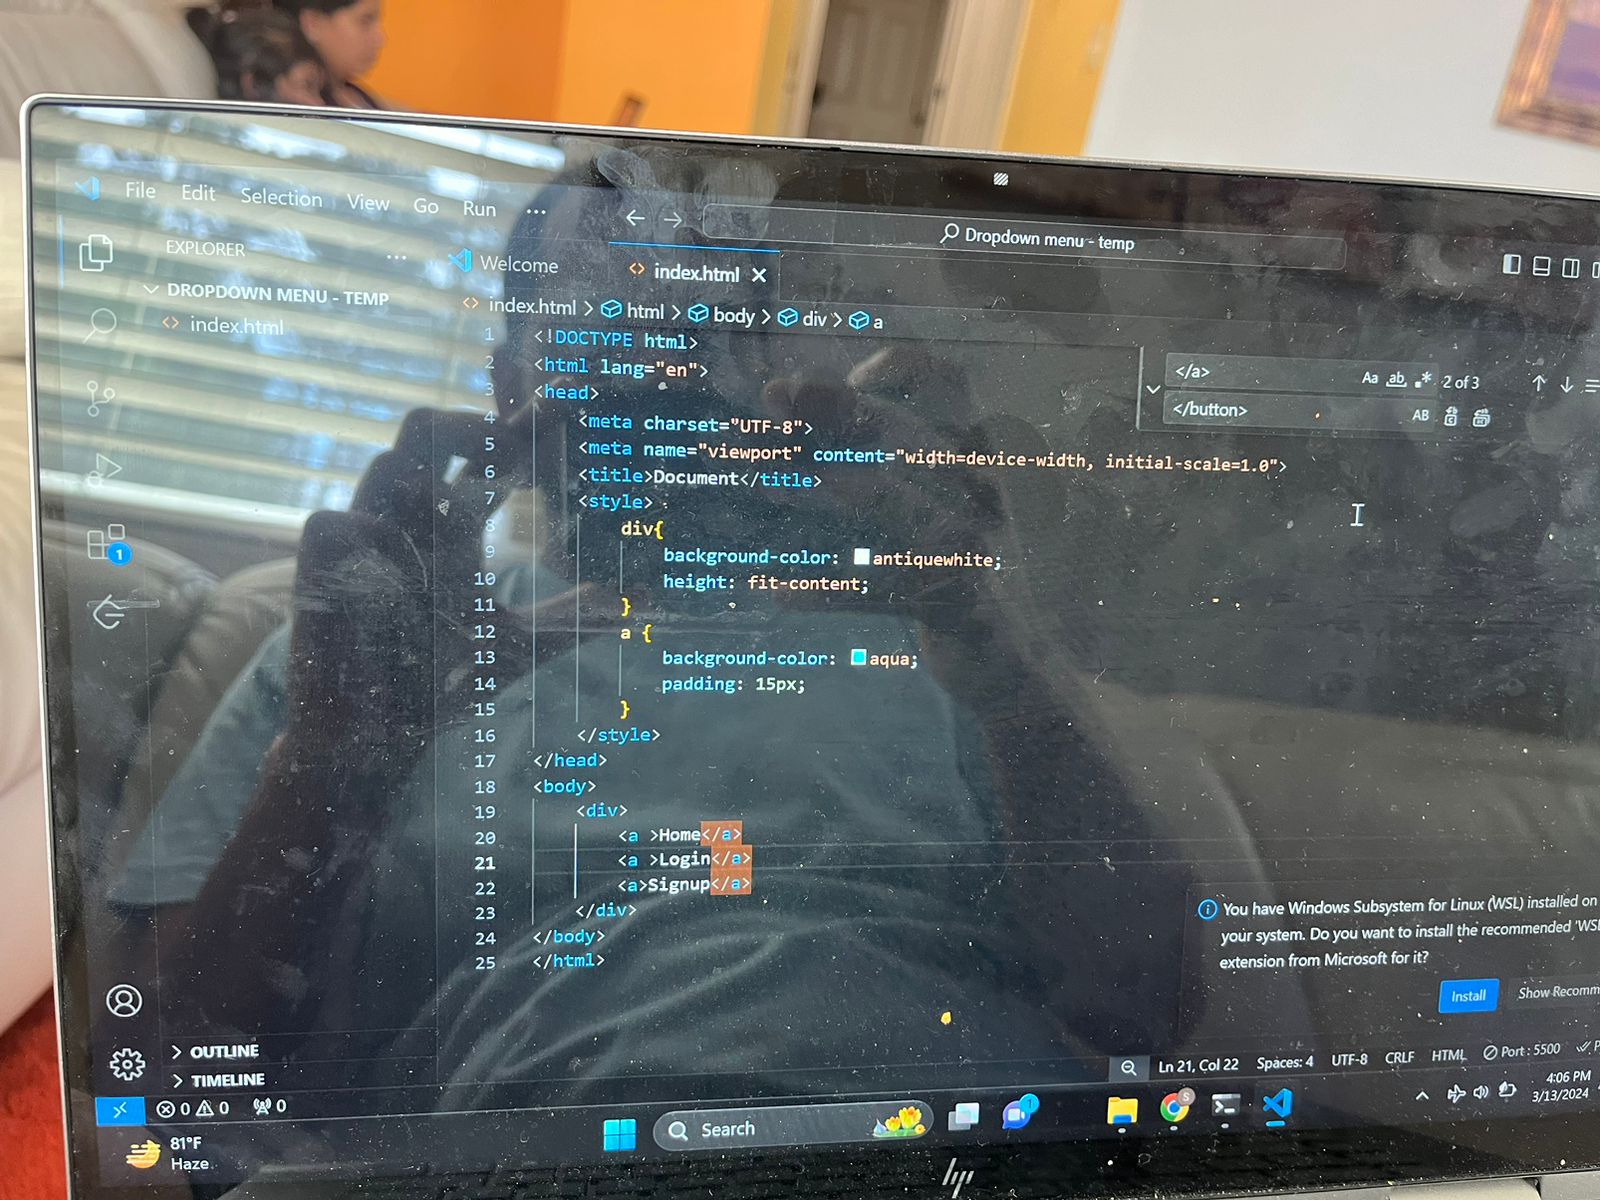 File Edit Selection View Go Run ...
Dropdown menu - temp
EXPLORER ...
Welcome
index.html
DROPDOWN MENU - TEMP
index.html
index.html > html > body > div > a
</a>
Aa ab .* 2 of 3
</button>
AB
1 <!DOCTYPE html>
2 <html lang="en">
3 <head>
4 <meta charset="UTF-8">
5 <meta name="viewport" content="width=device-width, initial-scale=1.0">
6 <title>Document</title>
7 <style>
8 div{
9 background-color: antiquewhite;
10 height: fit-content;
11 }
12 a {
13 background-color: aqua;
14 padding: 15px;
15 }
16 </style>
17 </head>
18 <body>
19 <div>
20 <a >Home</a>
21 <a >Login</a>
22 <a>Signup</a>
23 </div>
24 </body>
25 </html>
1
You have Windows Subsystem for Linux (WSL) installed on
your system. Do you want to install the recommended 'WSL
extension from Microsoft for it?
Install Show Recomm
OUTLINE
TIMELINE
0 0 0
Ln 21, Col 22 Spaces: 4 UTF-8 CRLF HTML Port : 5500 P
81°F
Haze
Search
1
S
4:06 PM
3/13/2024
hp